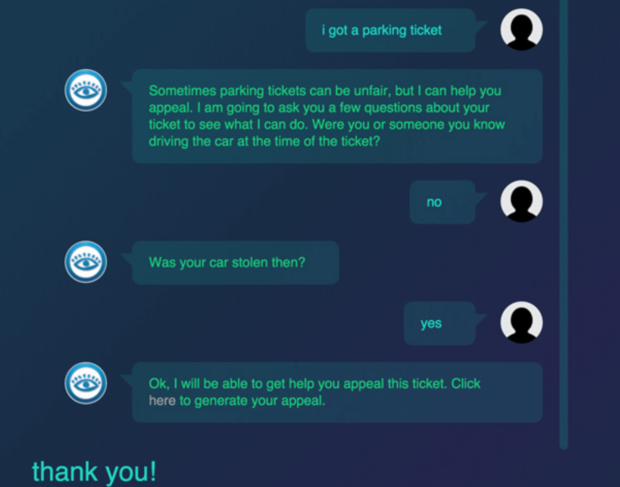 i got a parking ticket
Sometimes parking tickets can be unfair, but I can help you
appeal. I am going to ask you a few questions about your
ticket to see what I can do. Were you or someone you know
driving the car at the time of the ticket?
no
Was your car stolen then?
yes
Ok, I will be able to get help you appeal this ticket. Click
here to generate your appeal.
thank you!